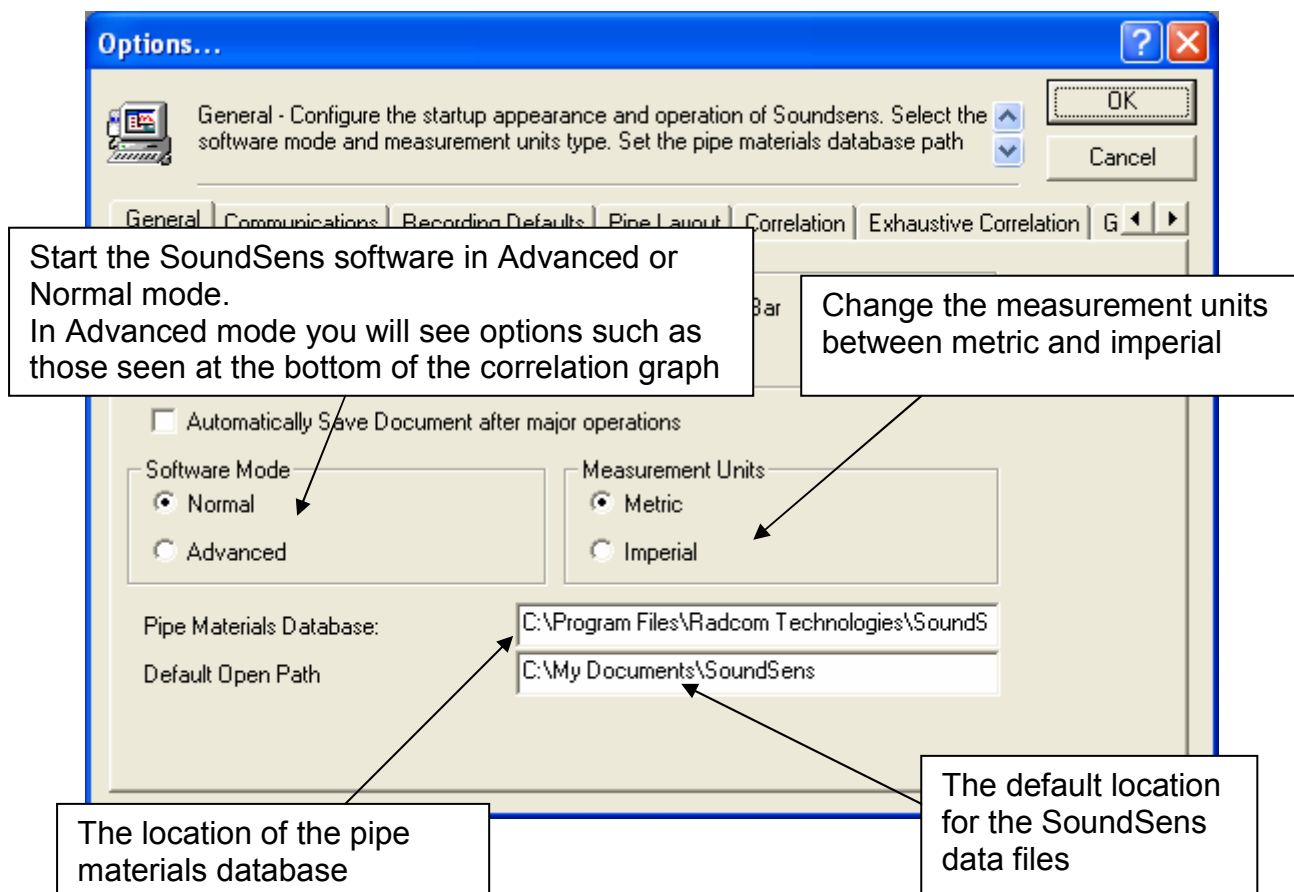 Options...
General - Configure the startup appearance and operation of Soundsens. Select the
software mode and measurement units type. Set the pipe materials database path
OK
Cancel
General
Communications
Recording Defaults
Pipe Layout
Correlation
Exhaustive Correlation
G
Start the SoundSens software in Advanced or
Normal mode.
In Advanced mode you will see options such as
those seen at the bottom of the correlation graph
Bar
Change the measurement units
between metric and imperial
Automatically Save Document after major operations
Software Mode
Normal
Advanced
Measurement Units
Metric
Imperial
Pipe Materials Database:
C:\Program Files\Radcom Technologies\SoundS
Default Open Path
C:\My Documents\SoundSens
The location of the pipe
materials database
The default location
for the SoundSens
data files